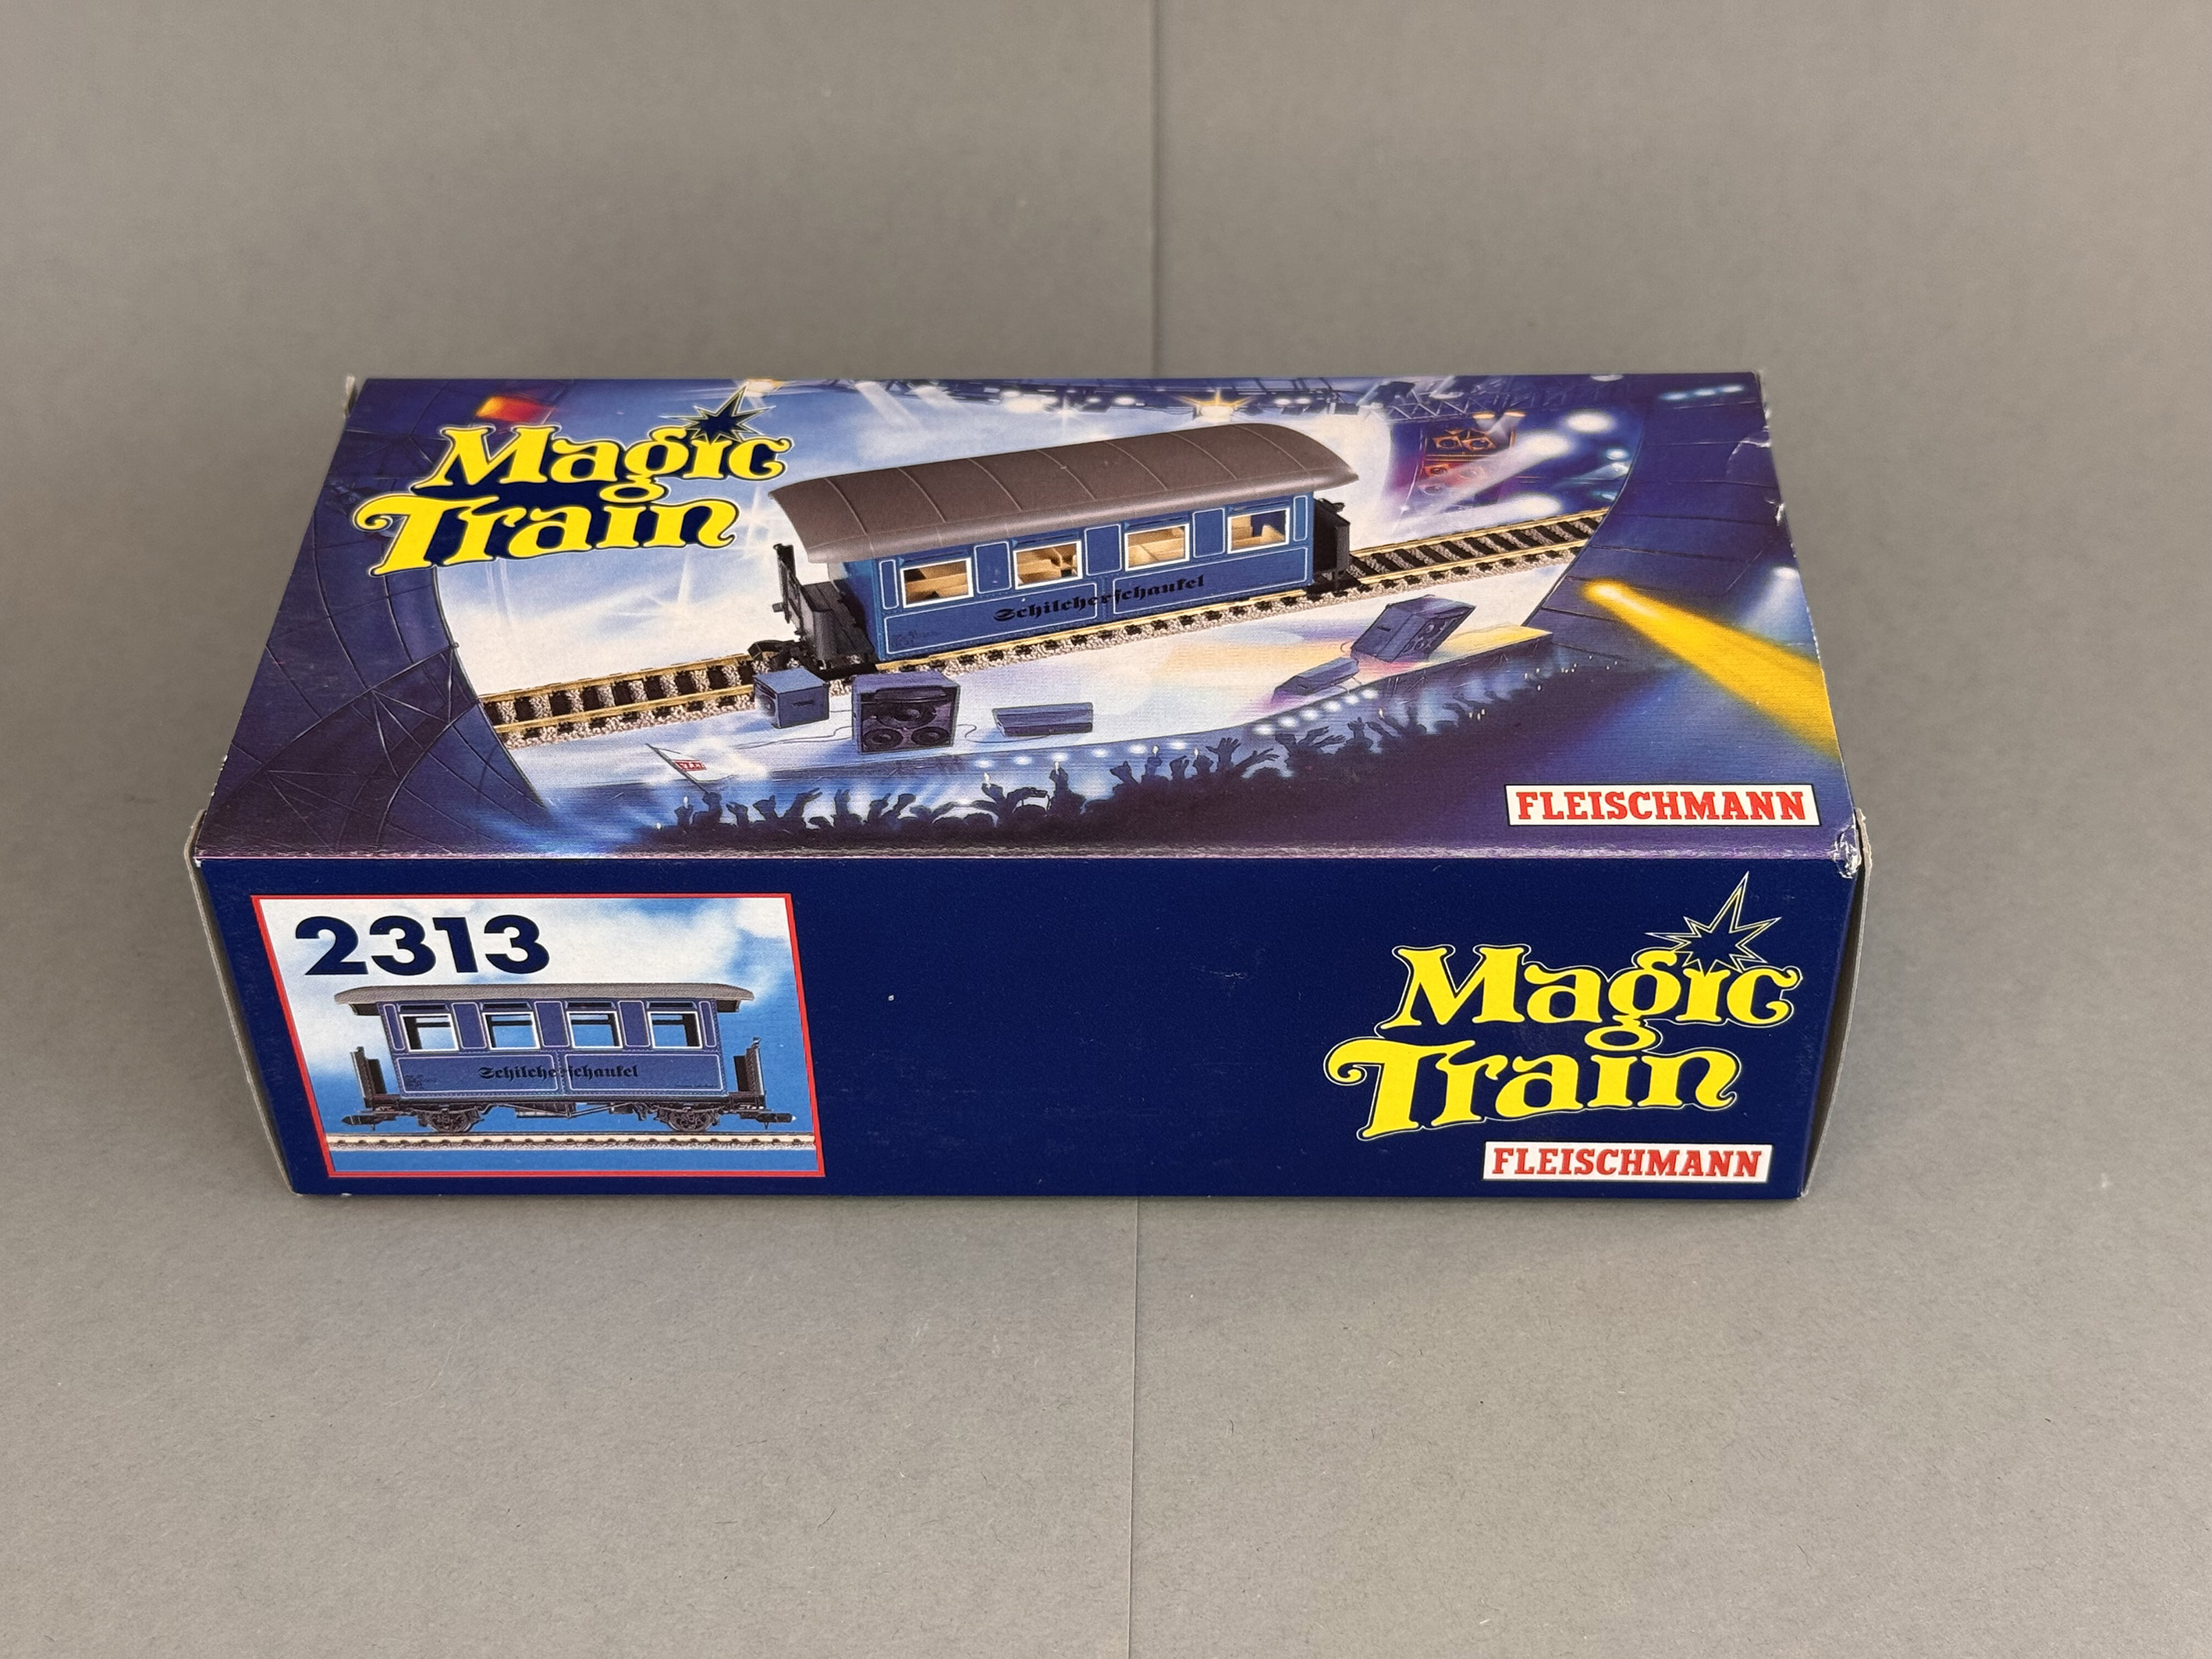 Magic
Train
Schilcherschaukel
FLEISCHMANN
2313
Schilcherschaukel
Magic
Train
FLEISCHMANN